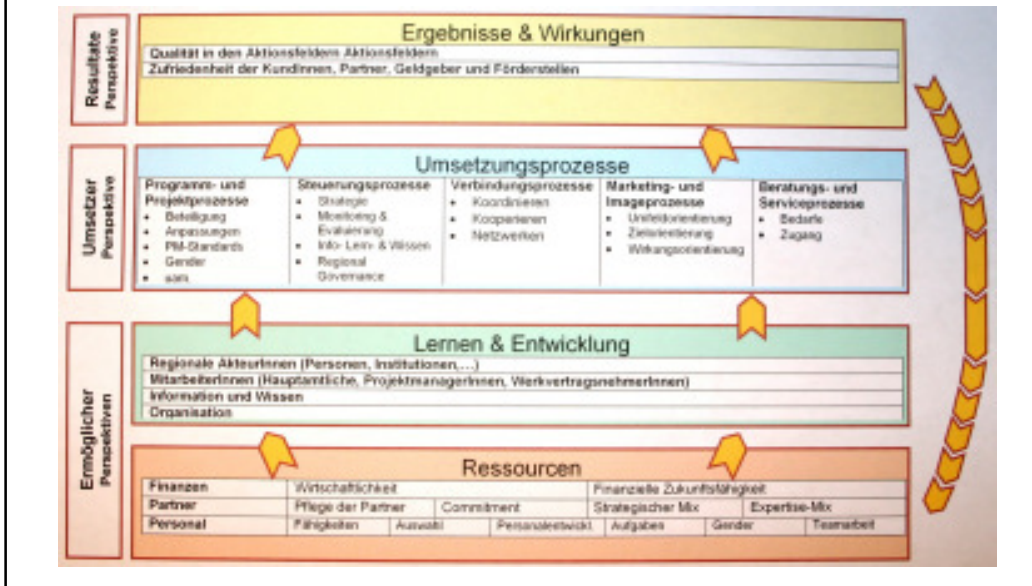 Resultate
Perspektive
Ergebnisse & Wirkungen
Qualität in den Aktionsfeldern Aktionsfeldern
Zufriedenheit der KundInnen, Partner, Geldgeber und Förderstellen
Umsetzer
Perspektive
Umsetzungsprozesse
Programm- und
Projektprozesse
• Beteiligung
• Anpassungen
• PM-Standards
• Gender
Steuerungsprozesse
• Strategie
• Monitoring &
Evaluierung
• Info- Lern- & Wissen
• Regional
Governance
Verbindungsprozesse
• Koordinieren
• Kooperieren
• Netzwerken
Marketing- und
Imageprozesse
• Umfeldorientierung
• Zielorientierung
• Wirkungsorientierung
Beratungs- und
Serviceprozesse
• Bedarfe
• Zugang
Ermöglicher
Perspektiven
Lernen & Entwicklung
Regionale AkteurInnen (Personen, Institutionen,...)
MitarbeiterInnen (Hauptamtliche, ProjektmanagerInnen, WerkvertragsnehmerInnen)
Information und Wissen
Organisation
Ressourcen
Finanzen Wirtschaftlichkeit Finanzielle Zukunftsfähigkeit
Partner Pflege der Partner Commitment Strategischer Mix Expertise-Mix
Personal Fähigkeiten Auswahl Personalentwickl. Aufgaben Gender Teamarbeit